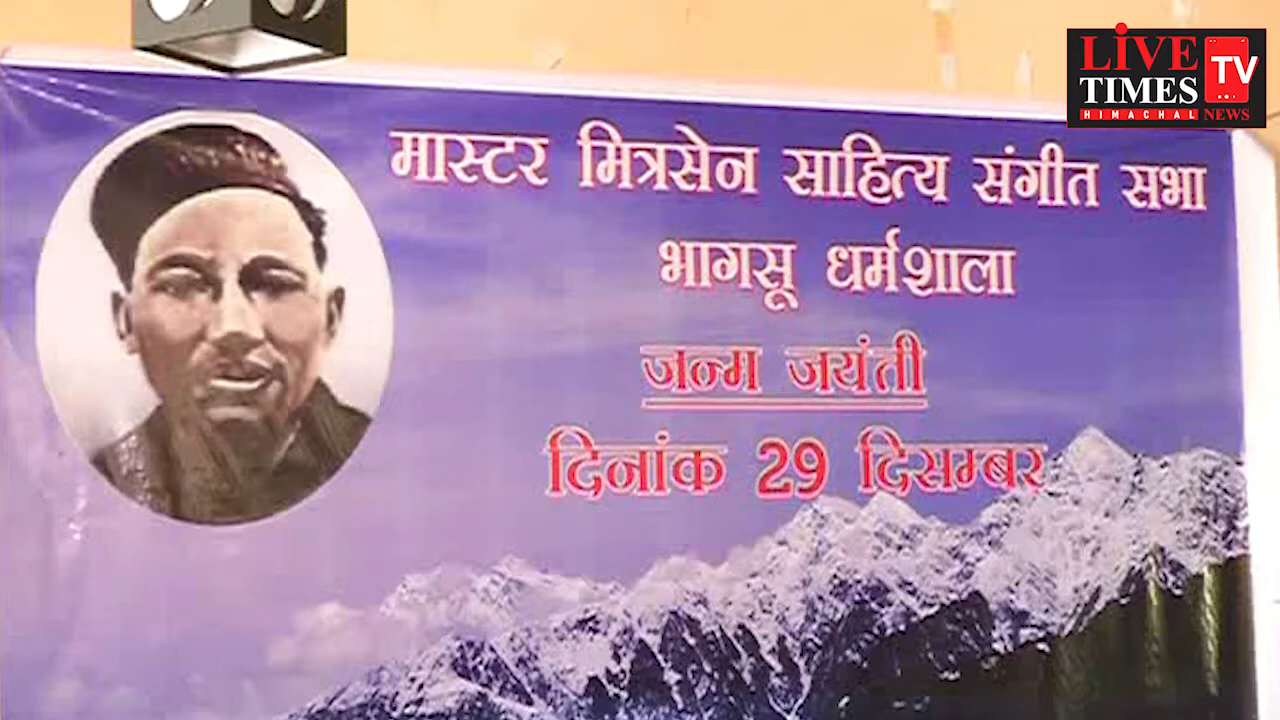 LIVE
TIMES
TV
HIMACHAL NEWS
मास्टर मित्रसेन साहित्य संगीत सभा
भागसू धर्मशाला
जन्म जयंती
दिनांक 29 दिसम्बर